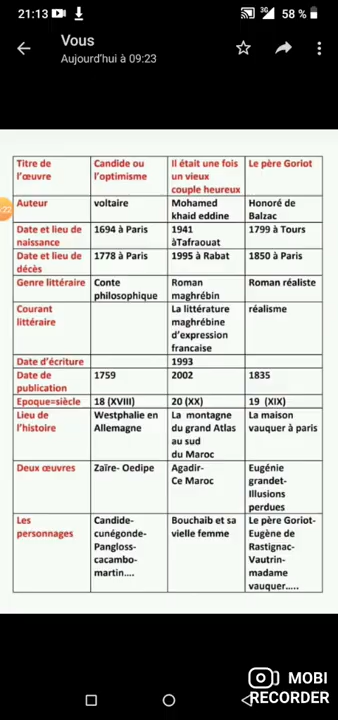 21:13 58 %
Vous
Aujourd'hui à 09:23
Titre de l'œuvre Candide ou l'optimisme Il était une fois un vieux couple heureux Le père Goriot
Auteur voltaire Mohamed khaid eddine Honoré de Balzac
Date et lieu de naissance 1694 à Paris 1941 àTafraouat 1799 à Tours
Date et lieu de décès 1778 à Paris 1995 à Rabat 1850 à Paris
Genre littéraire Conte philosophique Roman maghrébin Roman réaliste
Courant littéraire La littérature maghrébine d'expression francaise réalisme
Date d'écriture 1993
Date de publication 1759 2002 1835
Epoque=siècle 18 (XVIII) 20 (XX) 19 (XIX)
Lieu de l'histoire Westphalie en Allemagne La montagne du grand Atlas au sud du Maroc La maison vauquer à paris
Deux œuvres Zaïre- Oedipe Agadir- Ce Maroc Eugénie grandet- Illusions perdues
Les personnages Candide- cunégonde- Pangloss- cacambo- martin.... Bouchaib et sa vielle femme Le père Goriot- Eugène de Rastignac- Vautrin- madame vauquer.....
:22
MOBI
RECORDER